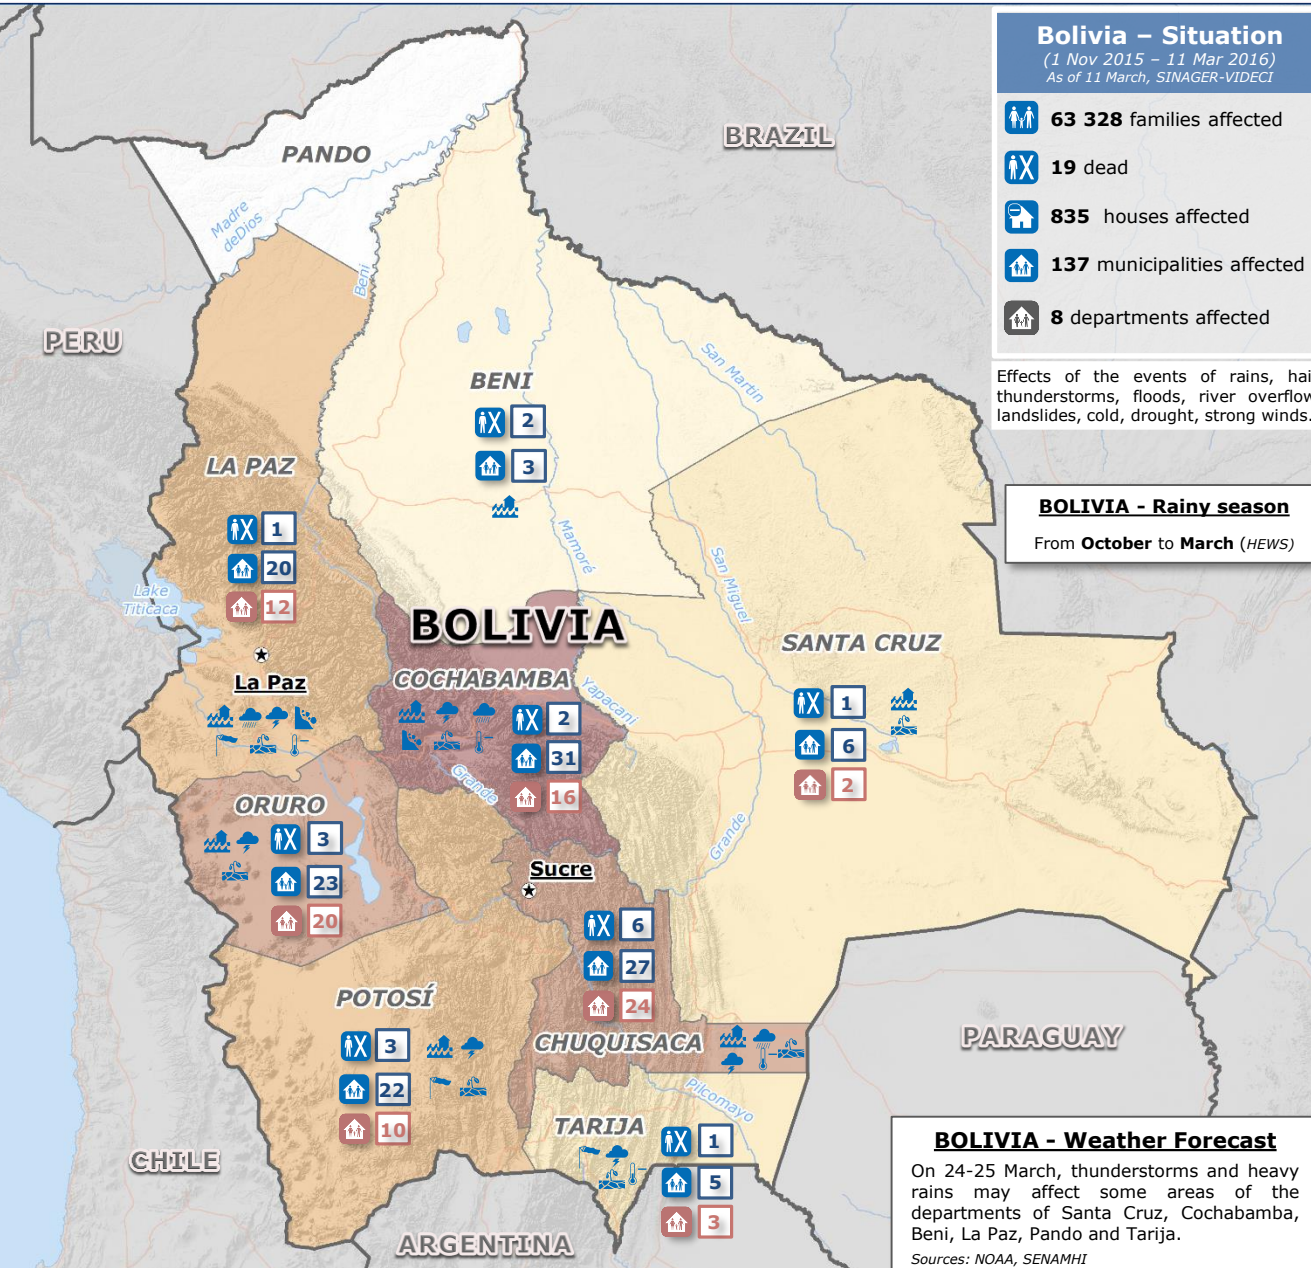 Bolivia – Situation
(1 Nov 2015 – 11 Mar 2016)
As of 11 March, SINAGER-VIDECI
63 328 families affected
19 dead
835 houses affected
137 municipalities affected
8 departments affected
Effects of the events of rains, hai
thunderstorms, floods, river overflow
landslides, cold, drought, strong winds.
BOLIVIA - Rainy season
From October to March (HEWS)
BRAZIL
PANDO
Madre
deDios
Beni
PERU
San Martin
BENI
2
3
LA PAZ
1
20
12
Mamoré
San Miguel
Lake
Titicaca
BOLIVIA
SANTA CRUZ
1
6
2
La Paz
COCHABAMBA
2
31
16
Yapacani
Grande
Grande
ORURO
3
23
20
Sucre
6
27
24
CHUQUISACA
POTOSÍ
3
22
10
PARAGUAY
Pilcomayo
TARIJA
1
5
3
CHILE
ARGENTINA
BOLIVIA - Weather Forecast
On 24-25 March, thunderstorms and heavy
rains may affect some areas of the
departments of Santa Cruz, Cochabamba,
Beni, La Paz, Pando and Tarija.
Sources: NOAA, SENAMHI